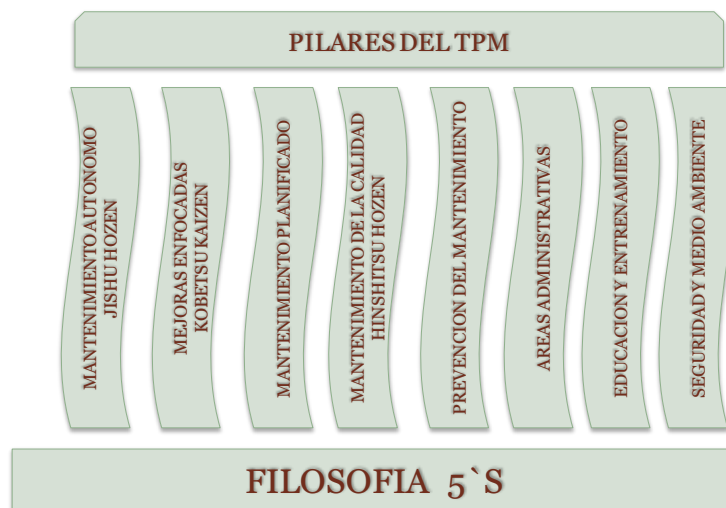 PILARES DEL TPM
MANTENIMIENTO AUTONOMO
JISHU HOZEN
MEJORAS ENFOCADAS
KOBETSU KAIZEN
MANTENIMIENTO PLANIFICADO
MANTENIMIENTO DE LA CALIDAD
HINSHITSU HOZEN
PREVENCION DEL MANTENIMIENTO
AREAS ADMINISTRATIVAS
EDUCACION Y ENTRENAMIENTO
SEGURIDAD Y MEDIO AMBIENTE
FILOSOFIA 5`S